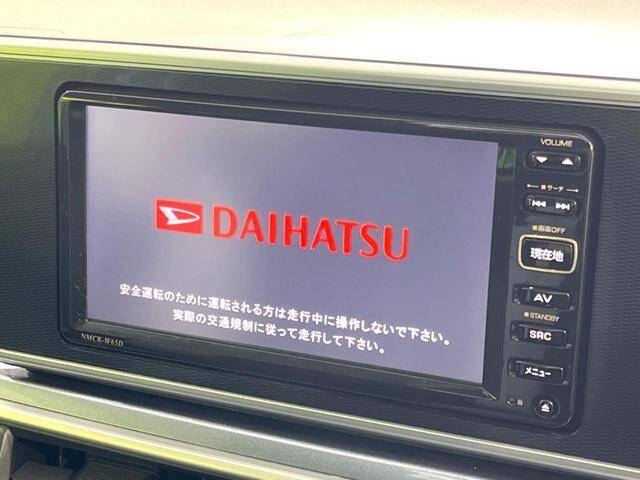 VOLUME
サーチ
DAIHATSU
画面OFF
現在地
安全運転のために運転される方は走行中に操作しないで下さい。
実際の交通規制に従って走行して下さい。
AV
STANDBY
SRC
メニュー
NMCK-W65D